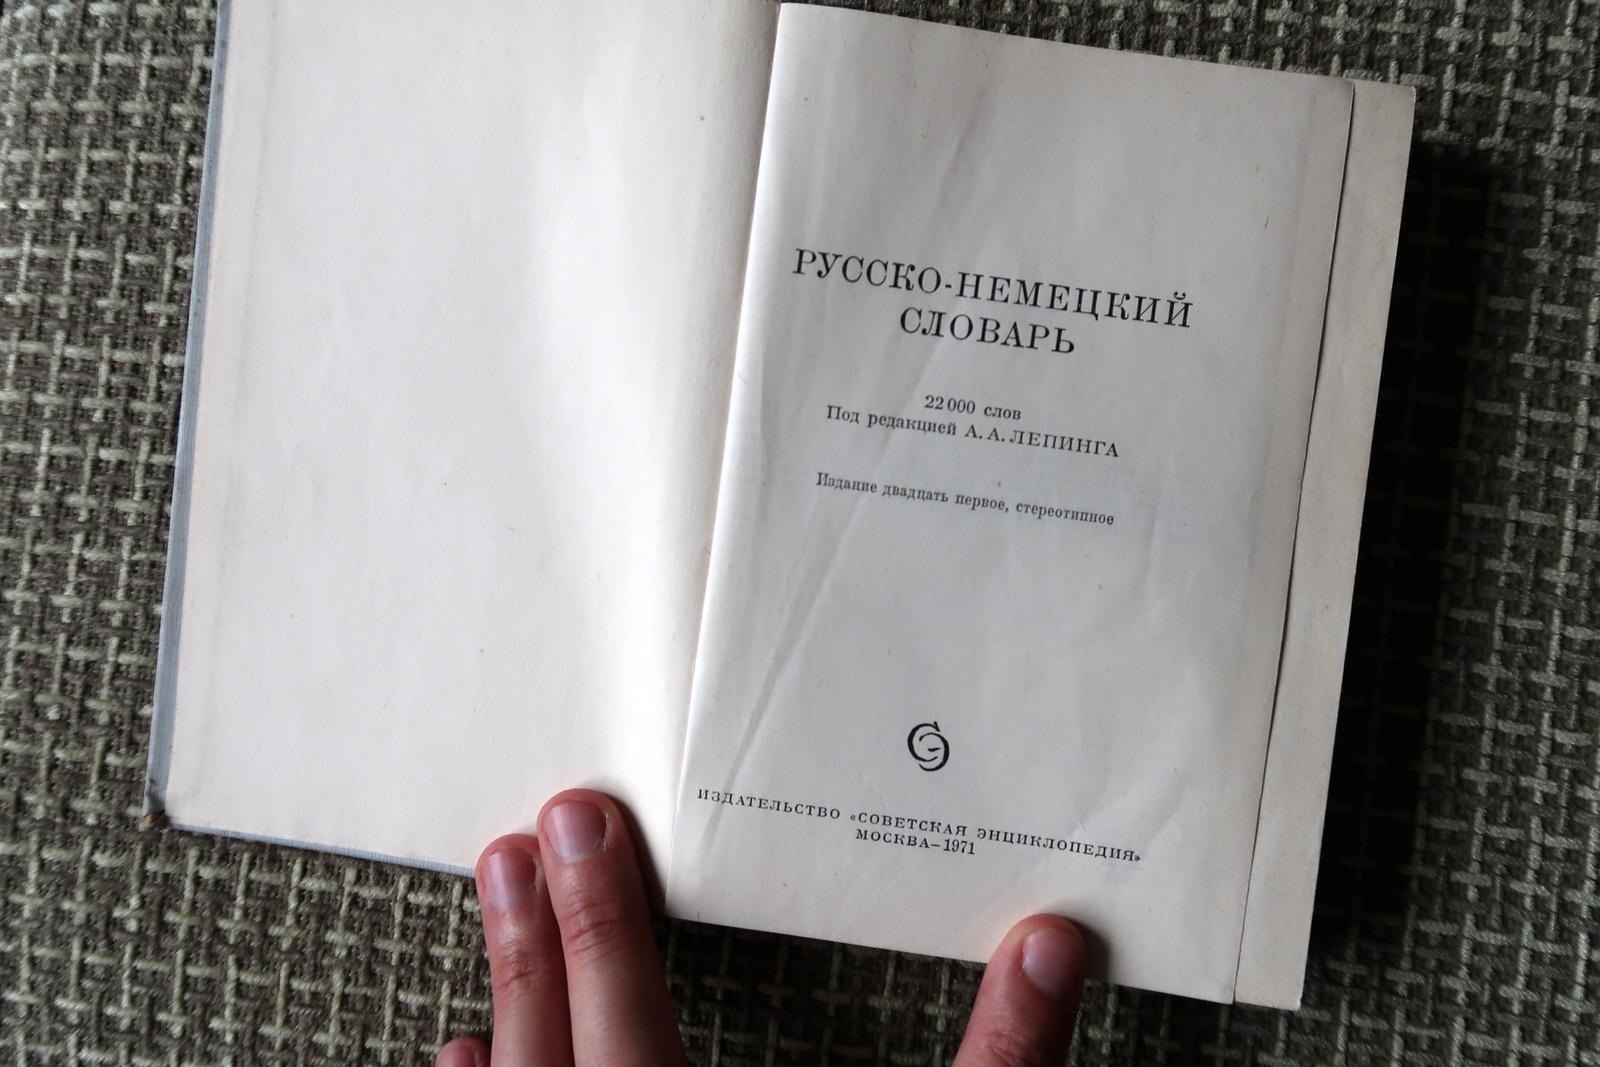 РУССКО-НЕМЕЦКИЙ
СЛОВАРЬ
22 000 слов
Под редакцией А. А. ЛЕПИНГА
Издание двадцать первое, стереотипное
ИЗДАТЕЛЬСТВО «СОВЕТСКАЯ ЭНЦИКЛОПЕДИЯ»
МОСКВА—1971